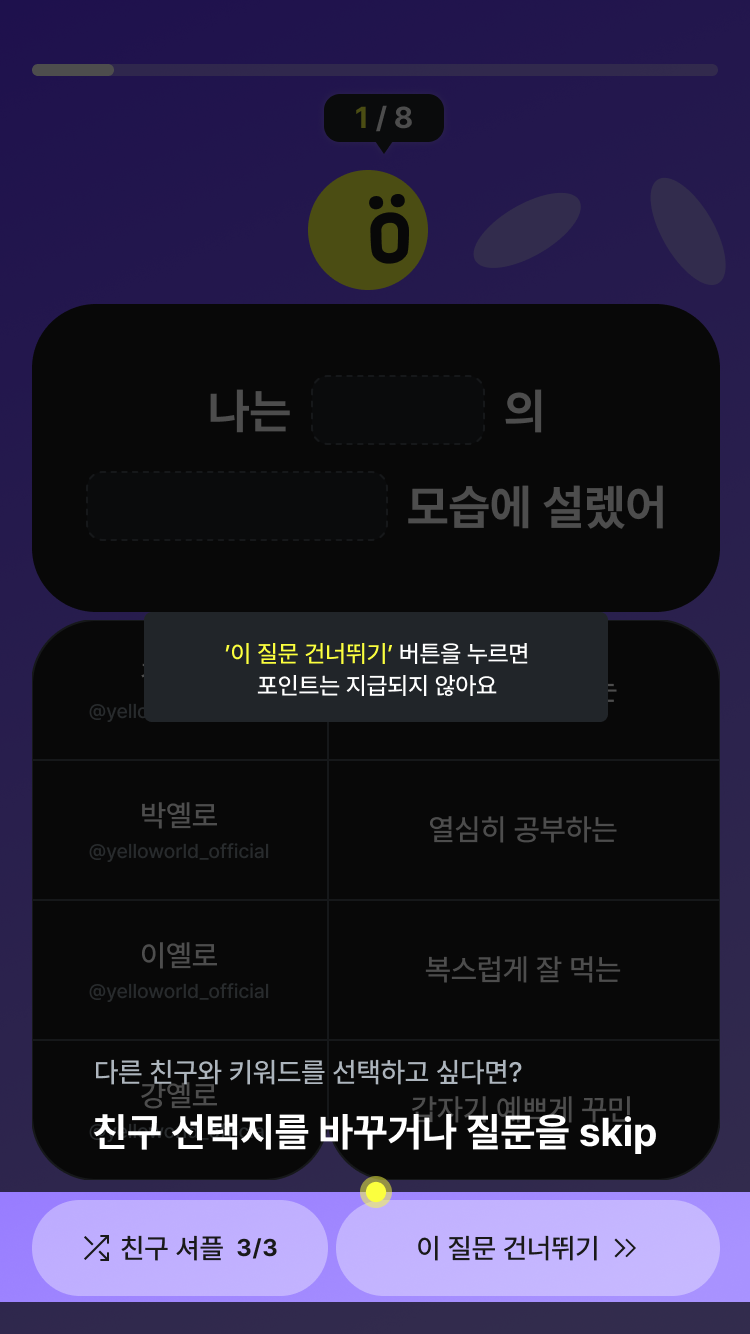 1 / 8
ö
나는 의
모습에 설렜어
'이 질문 건너뛰기' 버튼을 누르면
포인트는 지급되지 않아요
@yello
는
박옐로
@yelloworld_official
열심히 공부하는
이옐로
@yelloworld_official
복스럽게 잘 먹는
다른 친구와 키워드를 선택하고 싶다면?
강옐로
갑자기 예쁘게 꾸민
친구 선택지를 바꾸거나 질문을 skip
친구 셔플 3/3
이 질문 건너뛰기